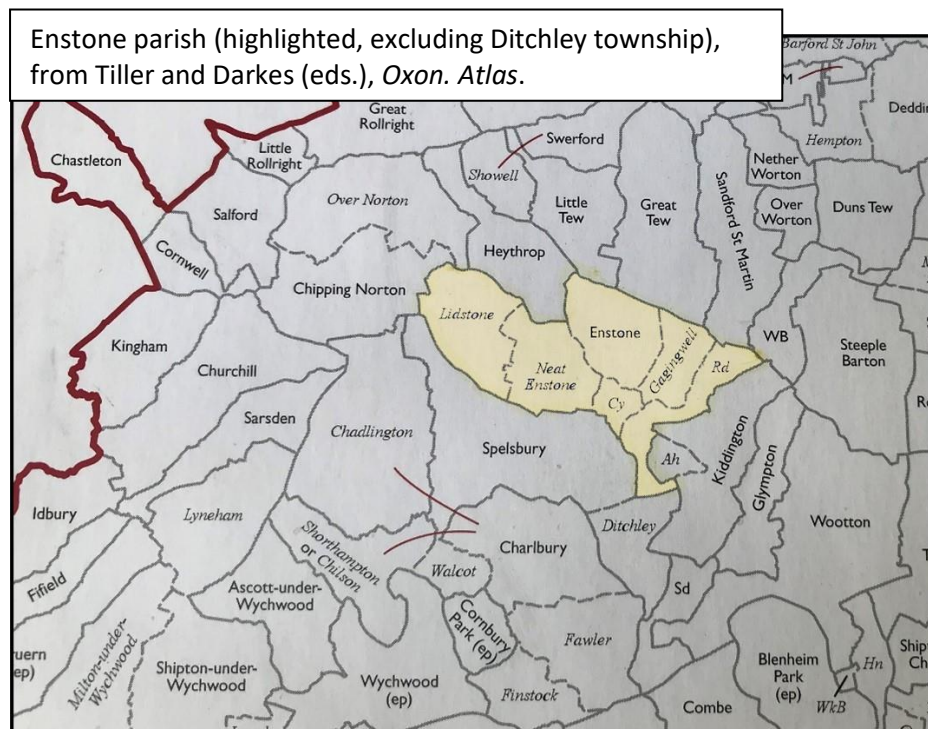 Enstone parish (highlighted, excluding Ditchley township),
from Tiller and Darkes (eds.), Oxon. Atlas.
Barford St John
M
Great
Rollright
Deddin
Chastleton
Little
Rollright
Swerford
Hempton
Showell
Nether
Worton
Salford
Over Norton
Little
Tew
Great
Tew
Sandford St Martin
Over
Worton
Duns Tew
Cornwell
Heythrop
Chipping Norton
Lidstone
Enstone
Gagingwell
Rd
WB
Steeple
Barton
Kingham
Churchill
Neat
Enstone
Cy
Sarsden
Chadlington
Spelsbury
Ah
Kiddington
Glympton
Idbury
Lyneham
Ditchley
Wootton
Shorthampton
or Chilson
Charlbury
Fifield
Walcot
Ascott-under-
Wychwood
Sd
Cornbury
Park (ep)
Fawler
Milton-under-
Wychwood
ruern
(ep)
Shipton-under-
Wychwood
Wychwood
(ep)
Finstock
Blenheim
Park
(ep)
Hn
Ship
Ch
Combe
WkB